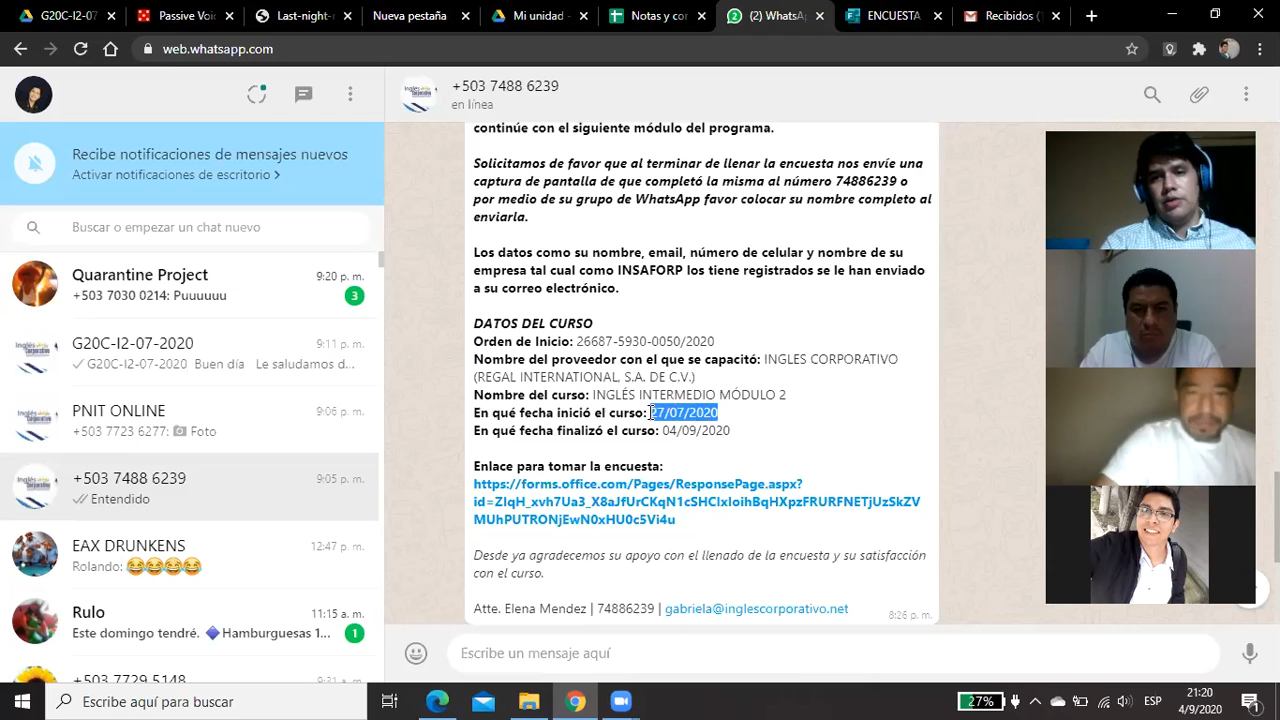 G20C-I2-07
Passive Voi
Last-night-
Nueva pestaña
Mi unidad -
Notas y co
(2) WhatsAp
ENCUESTA
Recibidos (
web.whatsapp.com
+503 7488 6239
en línea
Recibe notificaciones de mensajes nuevos
Activar notificaciones de escritorio >
Buscar o empezar un chat nuevo
Quarantine Project 9:20 p. m.
+503 7030 0214: Puuuuuu 3
G20C-I2-07-2020 9:11 p. m.
G20C-I2-07-2020 Buen día Le saludamos d...
PNIT ONLINE 9:06 p. m.
+503 7723 6277: Foto
+503 7488 6239 9:05 p. m.
Entendido
EAX DRUNKENS 12:47 p. m.
Rolando:
Rulo 11:15 a. m.
Este domingo tendré. Hamburguesas 1... 1
+503 7729 5148 9:31 a. m.
continúe con el siguiente módulo del programa.
Solicitamos de favor que al terminar de llenar la encuesta nos envíe una
captura de pantalla de que completó la misma al número 74886239 o
por medio de su grupo de WhatsApp favor colocar su nombre completo al
enviarla.
Los datos como su nombre, email, número de celular y nombre de su
empresa tal cual como INSAFORP los tiene registrados se le han enviado
a su correo electrónico.
DATOS DEL CURSO
Orden de Inicio: 26687-5930-0050/2020
Nombre del proveedor con el que se capacitó: INGLES CORPORATIVO
(REGAL INTERNATIONAL, S.A. DE C.V.)
Nombre del curso: INGLÉS INTERMEDIO MÓDULO 2
En qué fecha inició el curso: 27/07/2020
En qué fecha finalizó el curso: 04/09/2020
Enlace para tomar la encuesta:
https://forms.office.com/Pages/ResponsePage.aspx?
id=ZIqH_xvh7Ua3_X8aJfUrCKqN1cSHClxIoihBqHXpzFRURFNETjUzSkZV
MUhPUTRONjEwN0xHU0c5Vi4u
Desde ya agradecemos su apoyo con el llenado de la encuesta y su satisfacción
con el curso.
Atte. Elena Mendez | 74886239 | gabriela@inglescorporativo.net
8:26 p. m.
Escribe un mensaje aquí
Escribe aquí para buscar
27%
ESP
21:20
4/9/2020